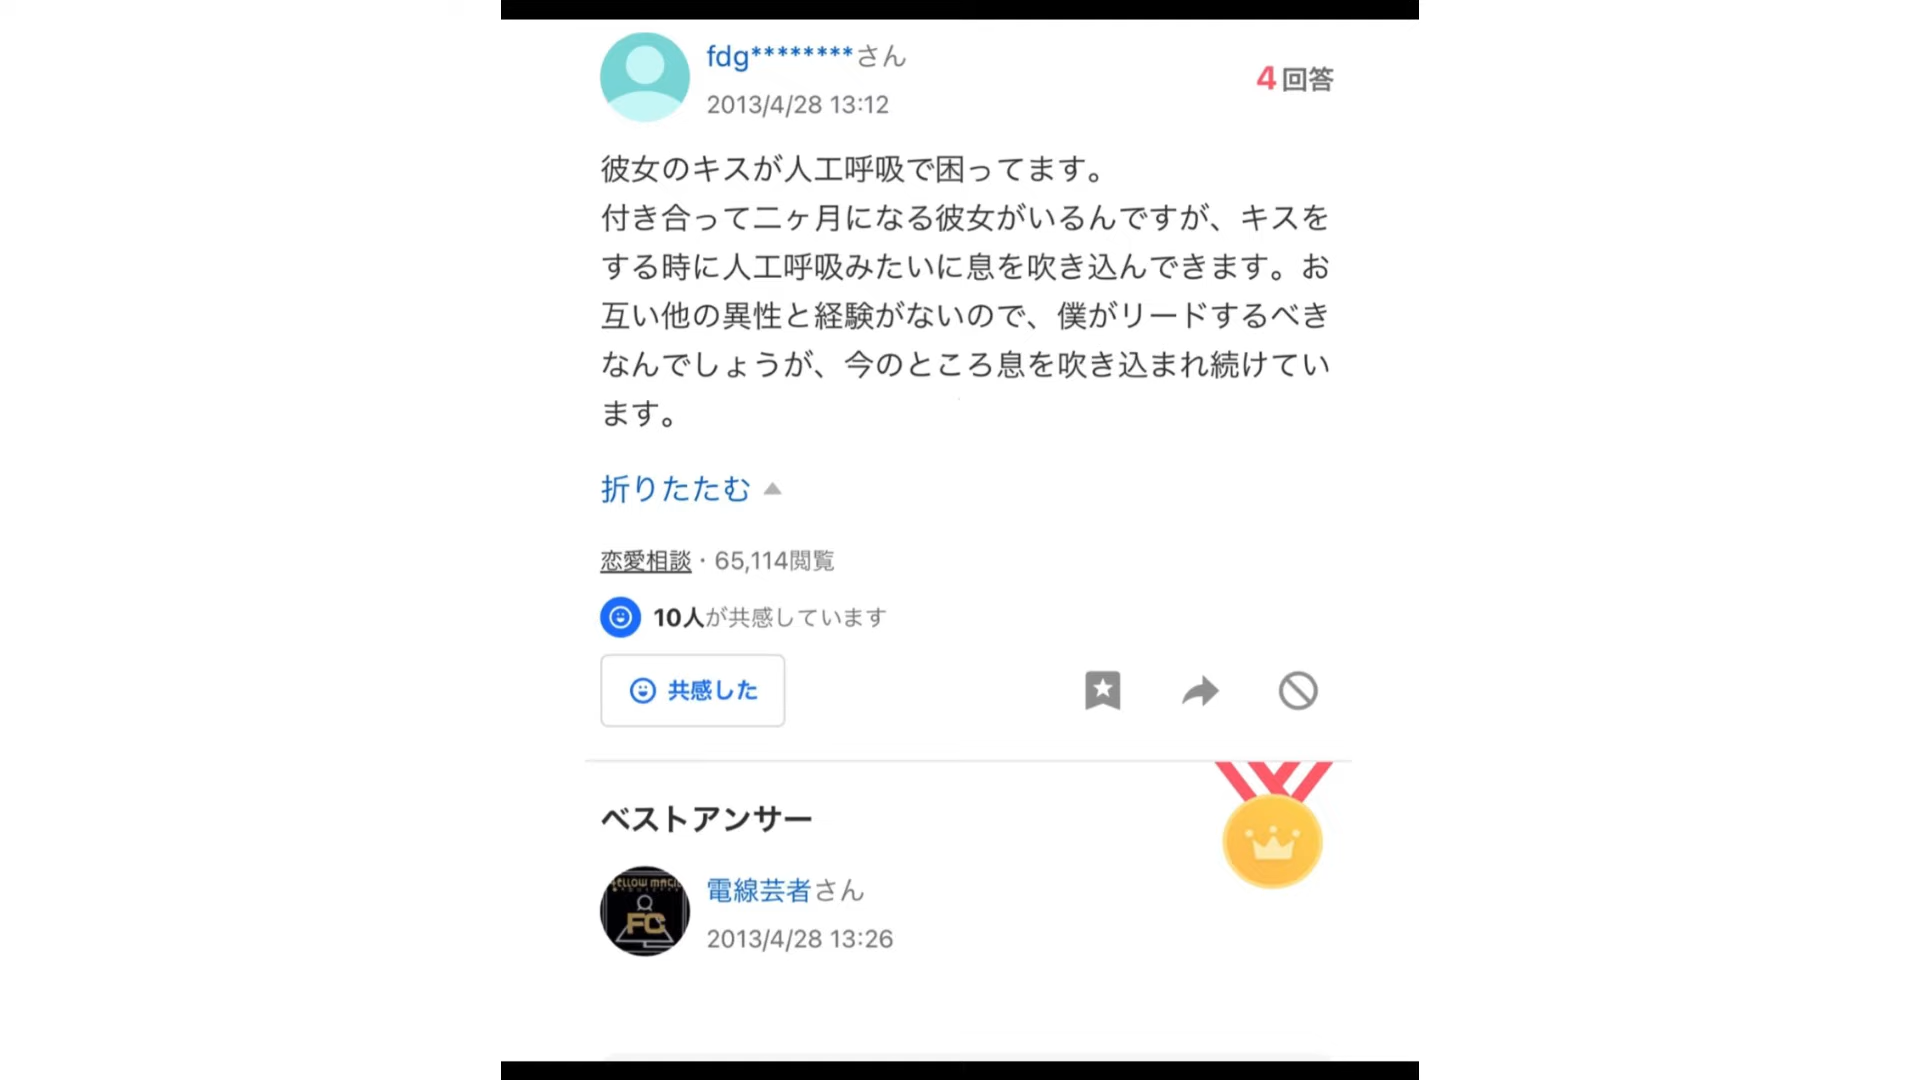 fdg********さん
4回答
2013/4/28 13:12
彼女のキスが人工呼吸で困ってます。
付き合って二ヶ月になる彼女がいるんですが、キスを
する時に人工呼吸みたいに息を吹き込んできます。お
互い他の異性と経験がないので、僕がリードするべき
なんでしょうが、今のところ息を吹き込まれ続けてい
ます。
折りたたむ
恋愛相談・65,114閲覧
10人が共感しています
共感した
ベストアンサー
電線芸者さん
2013/4/28 13:26
FC